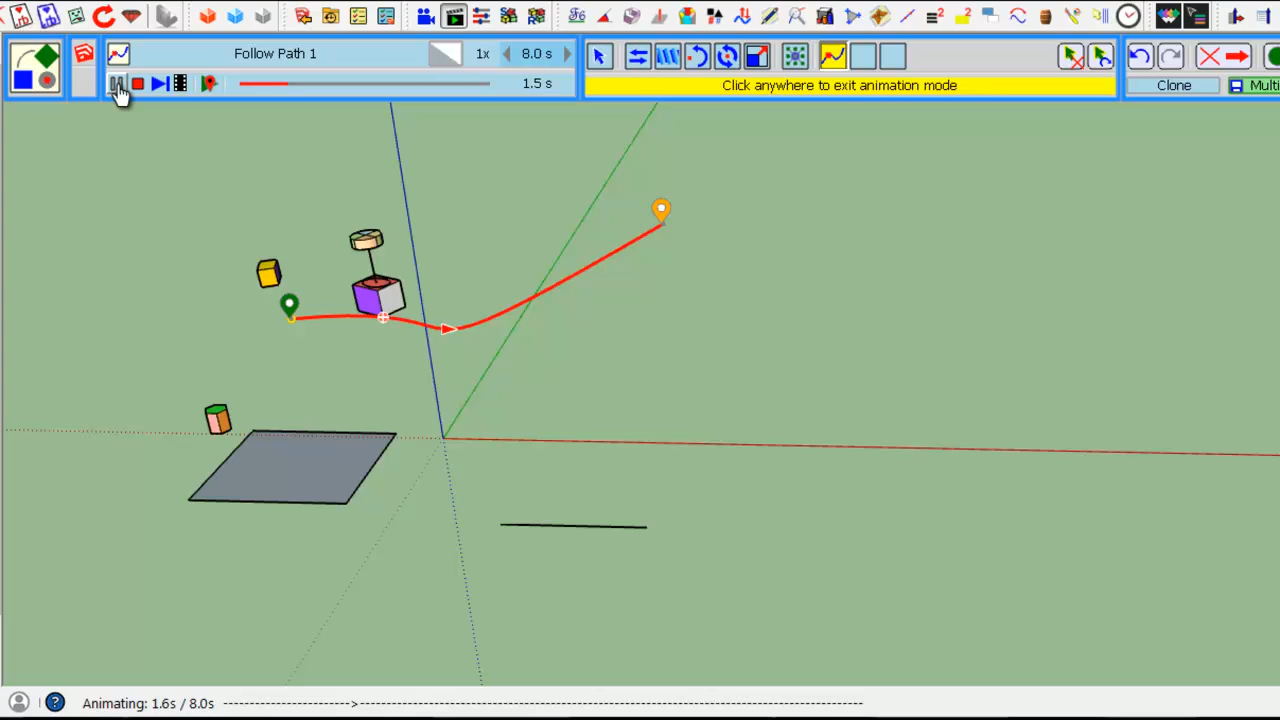 Follow Path 1
1x
8.0 s
1.5 s
Click anywhere to exit animation mode
Clone
Multi
Animating: 1.6s / 8.0s ---------------------->--------------------------------------------------------------------------------